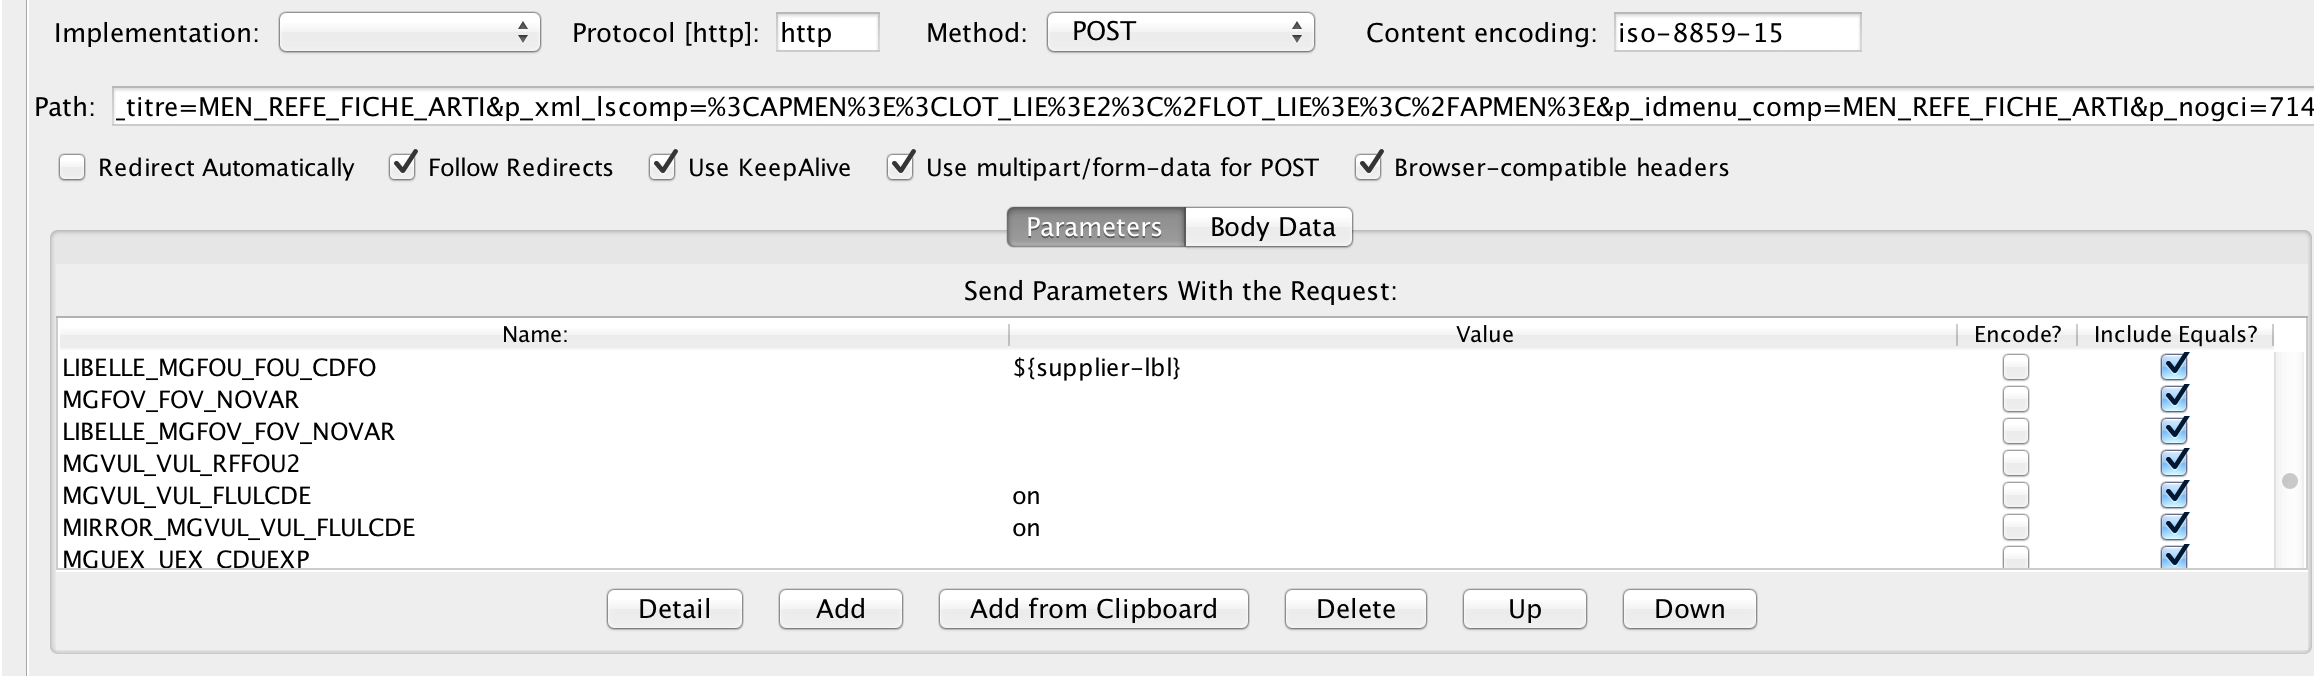 Implementation: Protocol [http]: http Method: POST Content encoding: iso-8859-15
Path: _titre=MEN_REFE_FICHE_ARTI&p_xml_lscomp=%3CAPMEN%3E%3CLOT_LIE%3E2%3C%2FLOT_LIE%3E%3C%2FAPMEN%3E&p_idmenu_comp=MEN_REFE_FICHE_ARTI&p_nogci=714
Redirect Automatically Follow Redirects Use KeepAlive Use multipart/form-data for POST Browser-compatible headers
Parameters Body Data
Send Parameters With the Request:
Name: Value Encode? Include Equals?
LIBELLE_MGFOU_FOU_CDFO ${supplier-lbl}
MGFOV_FOV_NOVAR
LIBELLE_MGFOV_FOV_NOVAR
MGVUL_VUL_RFFOU2
MGVUL_VUL_FLULCDE on
MIRROR_MGVUL_VUL_FLULCDE on
MGUEX_UEX_CDUEXP
Detail Add Add from Clipboard Delete Up Down